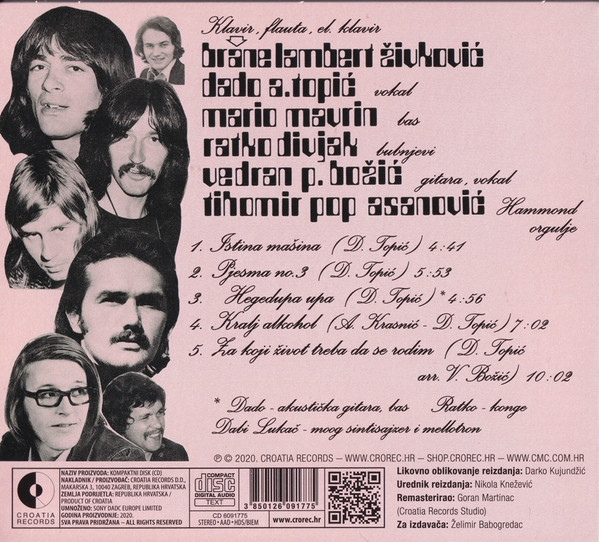 Klavir, flauta, el. klavir
brane lambert živković
dado a.topić vokal
mario mavrin bas
ratko divjak bubnjevi
vedran p. božić gitara, vokal
tihomir pop asanović Hammond
orgulje
1. Istina mašina (D. Topić) 4:41
2. Pjesma no.3 (D. Topić) 5:53
3 Hegedupa upa (D. Topić)* 4:56
4. Kralj alkohol (A. Krasnić - D. Topić) 7:02
5. Za koji život treba da se rodim (D. Topić
arr. V. Božić) 10:02
* Dado - akustička gitara, bas Ratko - konge
Dabi Lukač - moog sintisajzer i mellotron
℗ © 2020. CROATIA RECORDS – WWW.CROREC.HR – SHOP.CROREC.HR – WWW.CMC.COM.HR
CROATIA
RECORDS
NAZIV PROIZVODA: KOMPAKTNI DISK (CD)
NAKLADNIK / PROIZVOĐAČ: CROATIA RECORDS D.D.,
MAKARSKA 3, 10040 ZAGREB, REPUBLIKA HRVATSKA
ZEMLJA PODRIJETLA: REPUBLIKA HRVATSKA /
PRODUCT OF CROATIA
UMNOŽENO: SONY DADC EUROPE LIMITED
GODINA PROIZVODNJE: 2020.
SVA PRAVA PRIDRŽANA – ALL RIGHTS RESERVED
COMPACT
disc
DIGITAL AUDIO
TEXT
CD 6091775
STEREO • AAD • HDS/BIEM
3 850126 091775
www.crorec.hr
Likovno oblikovanje reizdanja: Darko Kujundžić
Urednik reizdanja: Nikola Knežević
Remasterirao: Goran Martinac
(Croatia Records Studio)
Za izdavača: Želimir Babogredac